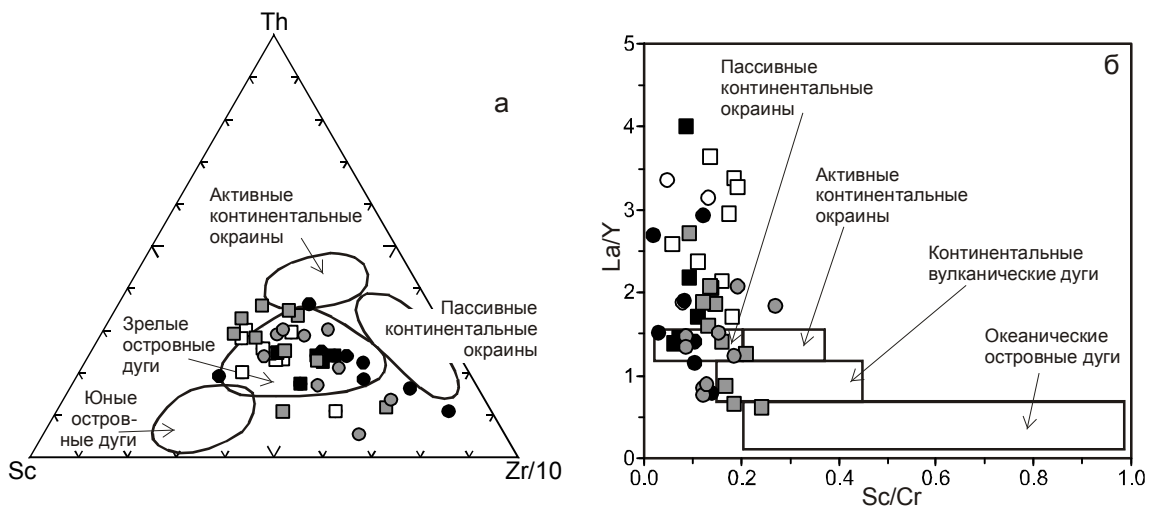 Th
а
Активные
континентальные
окраины
Пассивные
континентальные
окраины
Зрелые
островные
дуги
Юные
остров-
ные дуги
Sc
Zr/10
б
5
4
3
2
1
0
La/Y
Пассивные
континентальные
окраины
Активные
континентальные
окраины
Континентальные
вулканические дуги
Океанические
островные дуги
0.0
0.2
0.4
0.6
0.8
1.0
Sc/Cr